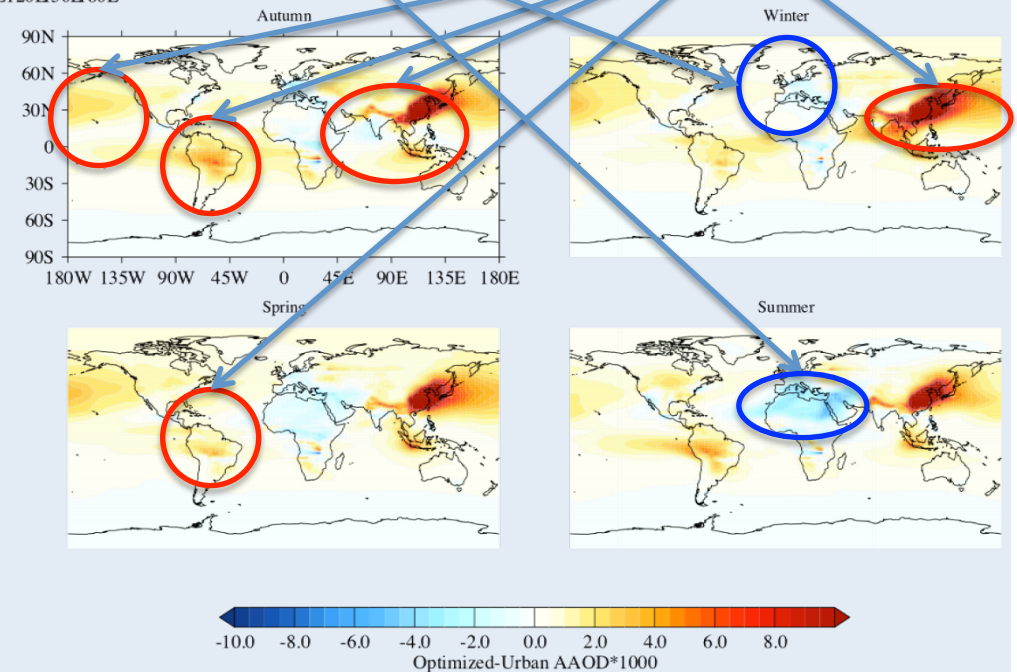 Autumn
Winter
90N
60N
30N
0
30S
60S
90S
180W 135W 90W 45W 0 45E 90E 135E 180E
Spring
Summer
-10.0 -8.0 -6.0 -4.0 -2.0 0.0 2.0 4.0 6.0 8.0
Optimized-Urban AAOD*1000